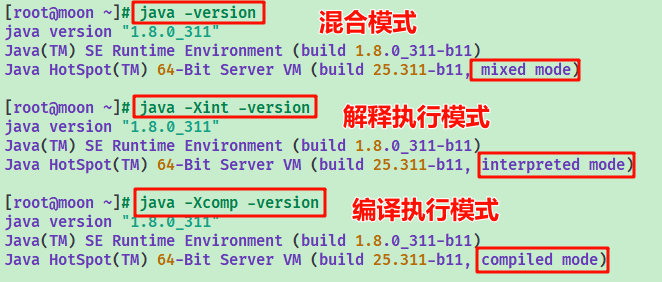 [root@moon ~]# java -version
混合模式
java version "1.8.0_311"
Java(TM) SE Runtime Environment (build 1.8.0_311-b11)
Java HotSpot(TM) 64-Bit Server VM (build 25.311-b11, mixed mode)
[root@moon ~]# java -Xint -version
解释执行模式
java version "1.8.0_311"
Java(TM) SE Runtime Environment (build 1.8.0_311-b11)
Java HotSpot(TM) 64-Bit Server VM (build 25.311-b11, interpreted mode)
[root@moon ~]# java -Xcomp -version
编译执行模式
java version "1.8.0_311"
Java(TM) SE Runtime Environment (build 1.8.0_311-b11)
Java HotSpot(TM) 64-Bit Server VM (build 25.311-b11, compiled mode)